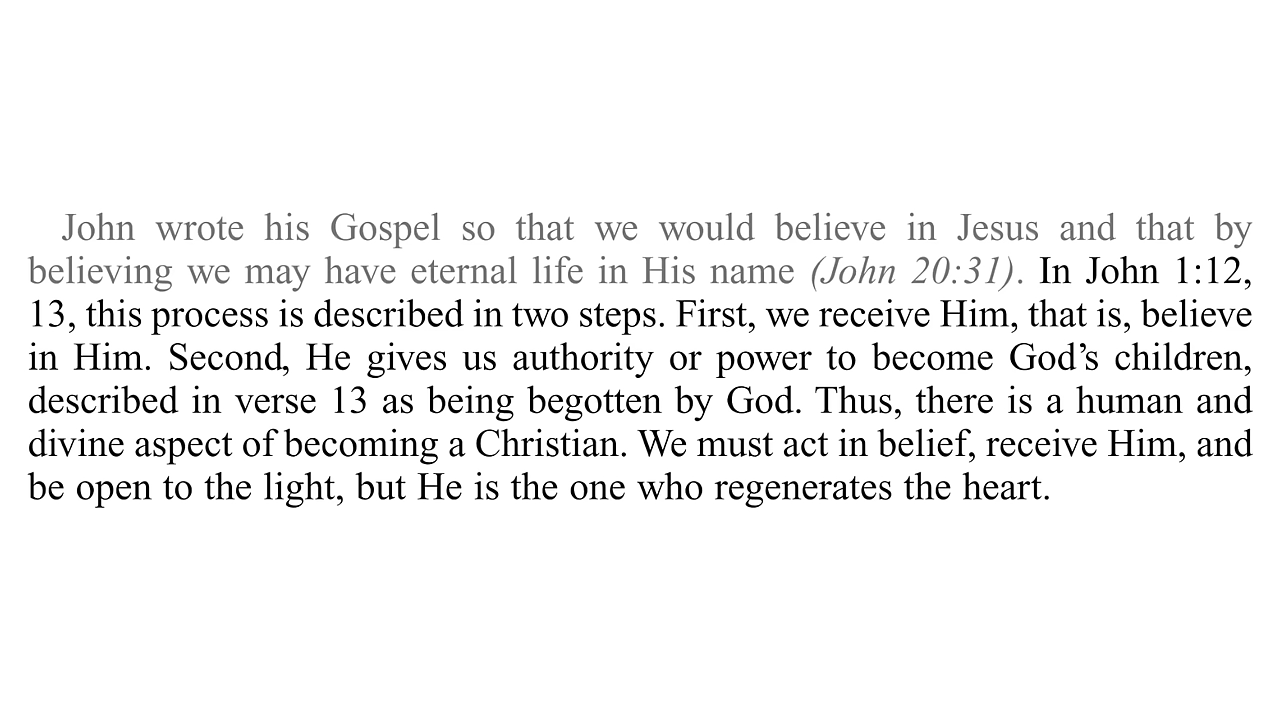 John wrote his Gospel so that we would believe in Jesus and that by
believing we may have eternal life in His name (John 20:31). In John 1:12,
13, this process is described in two steps. First, we receive Him, that is, believe
in Him. Second, He gives us authority or power to become God’s children,
described in verse 13 as being begotten by God. Thus, there is a human and
divine aspect of becoming a Christian. We must act in belief, receive Him, and
be open to the light, but He is the one who regenerates the heart.